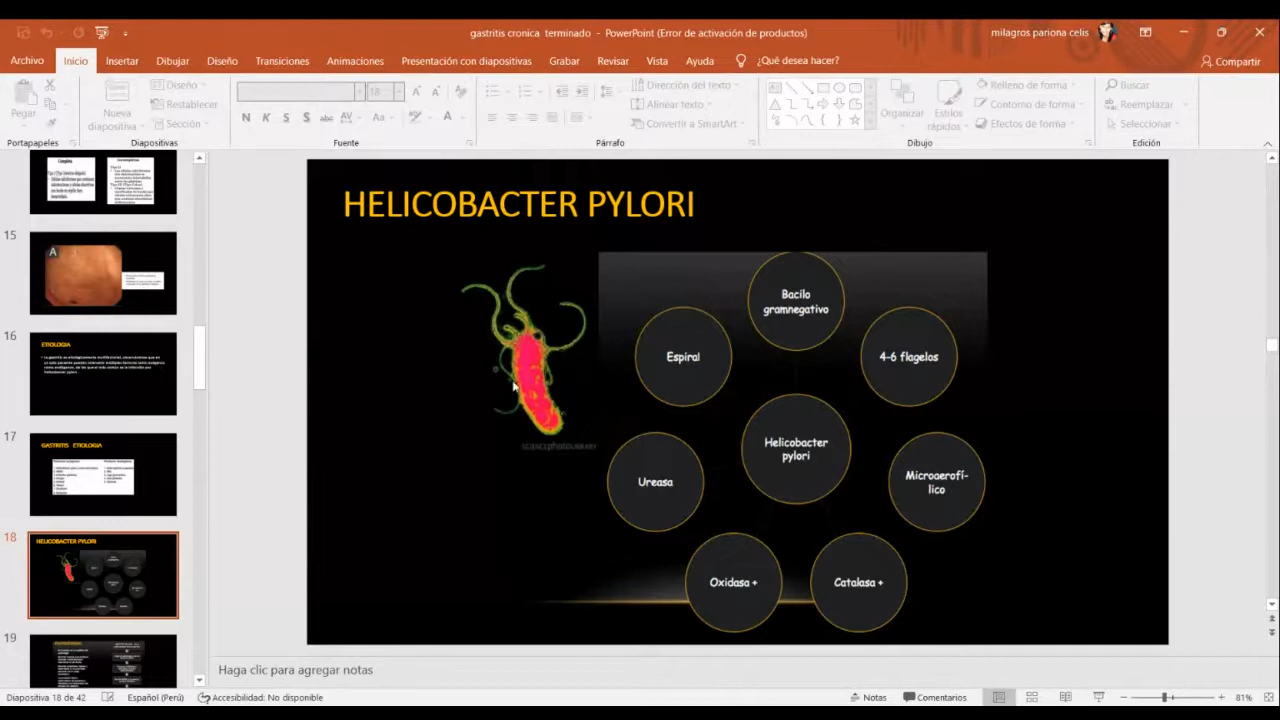 gastritis cronica terminado - PowerPoint (Error de activación de productos)
milagros pariona celis
Archivo Inicio Insertar Dibujar Diseño Transiciones Animaciones Presentación con diapositivas Grabar Revisar Vista Ayuda ¿Qué desea hacer? Compartir
Pegar
Nueva diapositiva
Diseño
Restablecer
Sección
18
N K S S abc AV Aa A
Dirección del texto
Alinear texto
Convertir a SmartArt
Organizar
Estilos rápidos
Relleno de forma
Contorno de forma
Efectos de forma
Buscar
Reemplazar
Seleccionar
Portapapeles Diapositivas Fuente Párrafo Dibujo Edición
15
A
16
ETIOLOGIA
17
GASTRITIS ETIOLOGIA
18
HELICOBACTER PYLORI
19
HELICOBACTER PYLORI
Bacilo
gramnegativo
Espiral
4-6 flagelos
Helicobacter
pylori
Ureasa
Microaerofí-
lico
Oxidasa +
Catalasa +
Haga clic para agregar notas
Diapositiva 18 de 42 Español (Perú) Accesibilidad: No disponible Notas Comentarios 81%